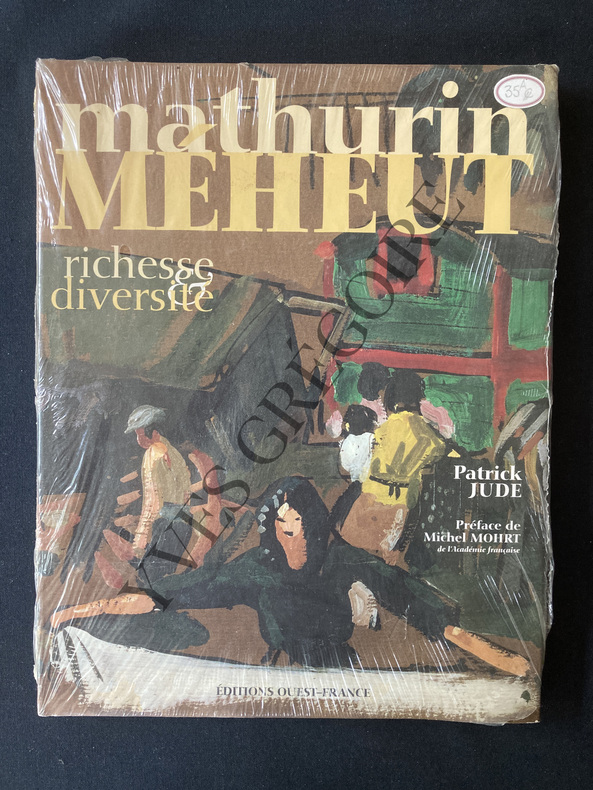 35 €
mathurin
MÉHEUT
richesse
&
diversité
YVES GRÉGOIRE
Patrick
JUDE
Préface de
Michel MOHRT
de l'Académie française
ÉDITIONS OUEST-FRANCE